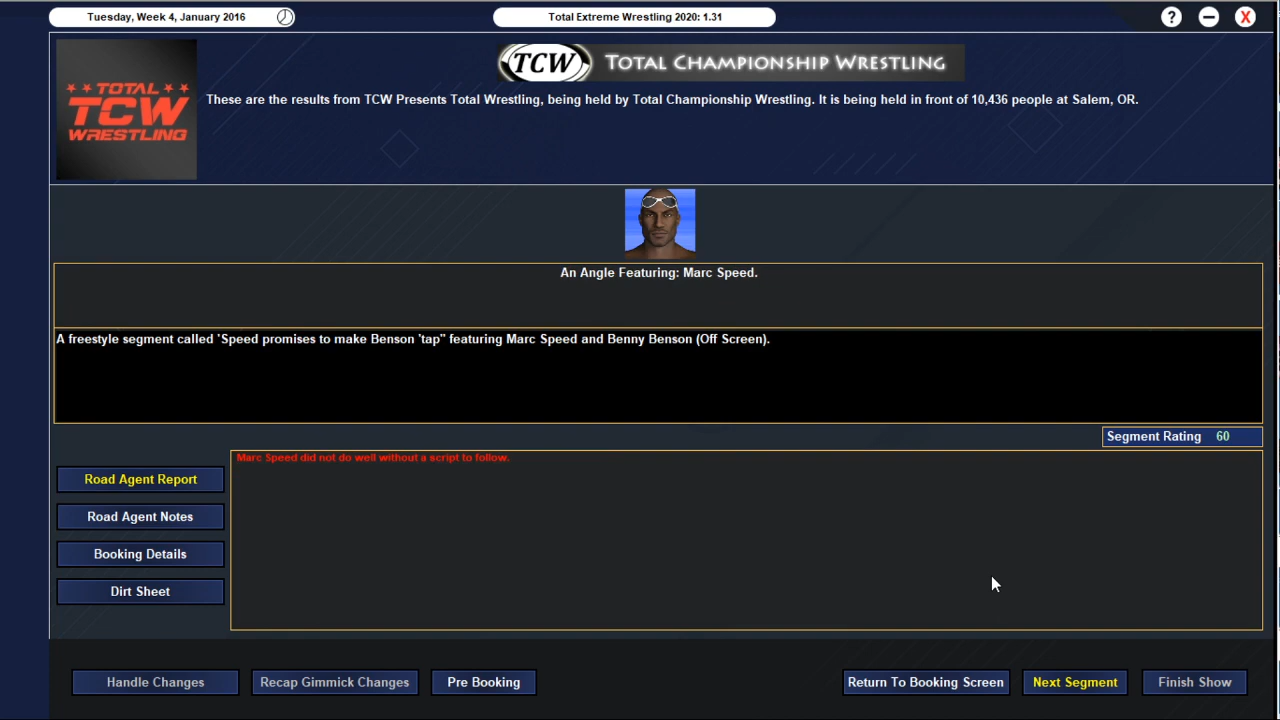 Tuesday, Week 4, January 2016
Total Extreme Wrestling 2020: 1.31
?
X
TOTAL
TCW
WRESTLING
TCW TOTAL CHAMPIONSHIP WRESTLING
These are the results from TCW Presents Total Wrestling, being held by Total Championship Wrestling. It is being held in front of 10,436 people at Salem, OR.
An Angle Featuring: Marc Speed.
A freestyle segment called 'Speed promises to make Benson 'tap'' featuring Marc Speed and Benny Benson (Off Screen).
Segment Rating 60
Road Agent Report
Marc Speed did not do well without a script to follow.
Road Agent Notes
Booking Details
Dirt Sheet
Handle Changes
Recap Gimmick Changes
Pre Booking
Return To Booking Screen
Next Segment
Finish Show